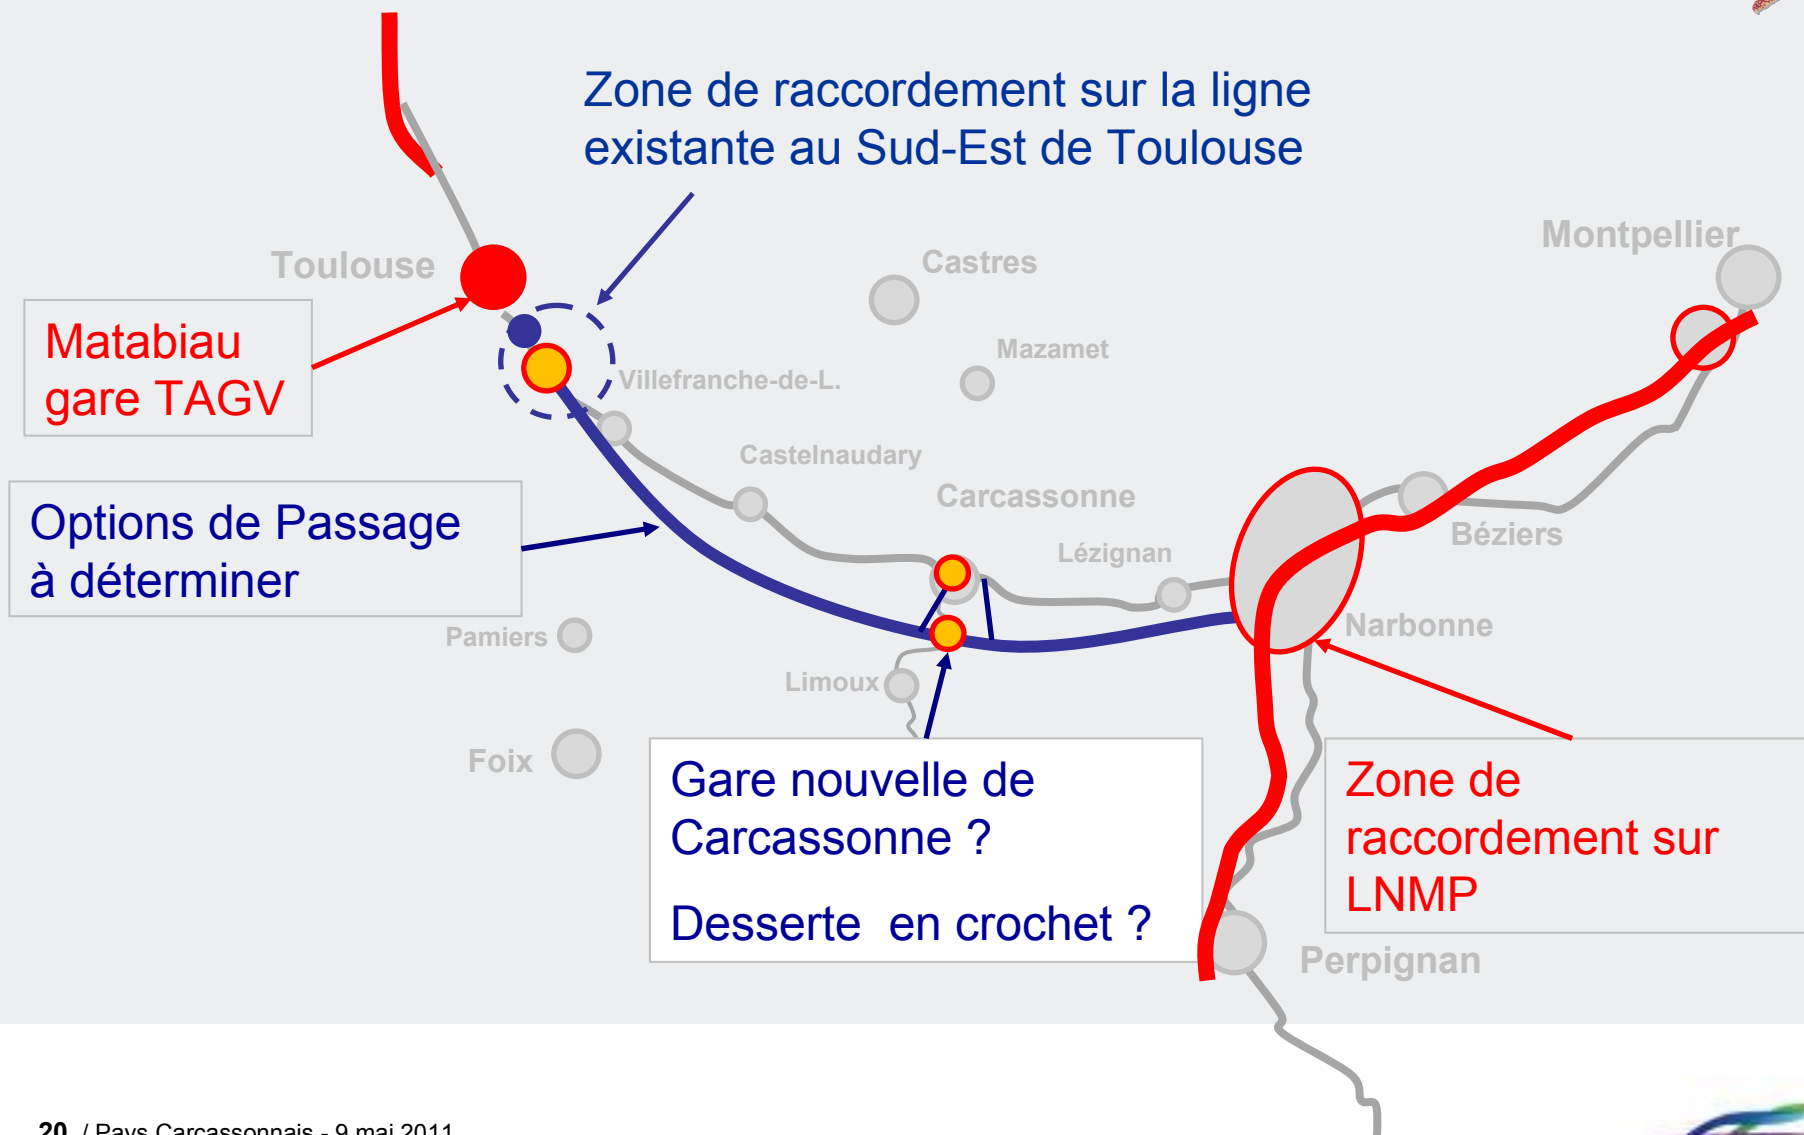 Zone de raccordement sur la ligne
existante au Sud-Est de Toulouse
Montpellier
Toulouse
Castres
Matabiau
gare TAGV
Mazamet
Villefranche-de-L.
Castelnaudary
Carcassonne
Options de Passage
à déterminer
Lézignan
Béziers
Pamiers
Narbonne
Limoux
Foix
Gare nouvelle de
Carcassonne ?
Desserte en crochet ?
Zone de
raccordement sur
LNMP
Perpignan
20 / Pays Carcassonnais - 9 mai 2011